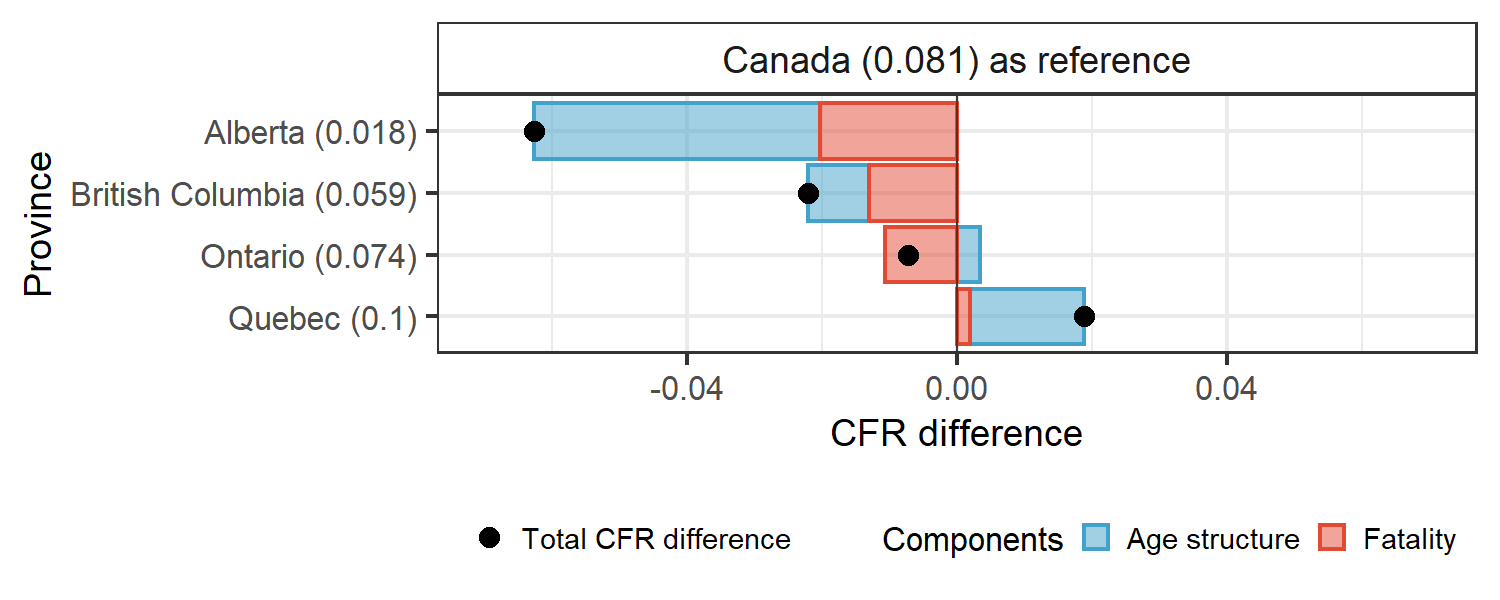 Canada (0.081) as reference
Province
Alberta (0.018)
British Columbia (0.059)
Ontario (0.074)
Quebec (0.1)
-0.04 0.00 0.04
CFR difference
Total CFR difference Components Age structure Fatality